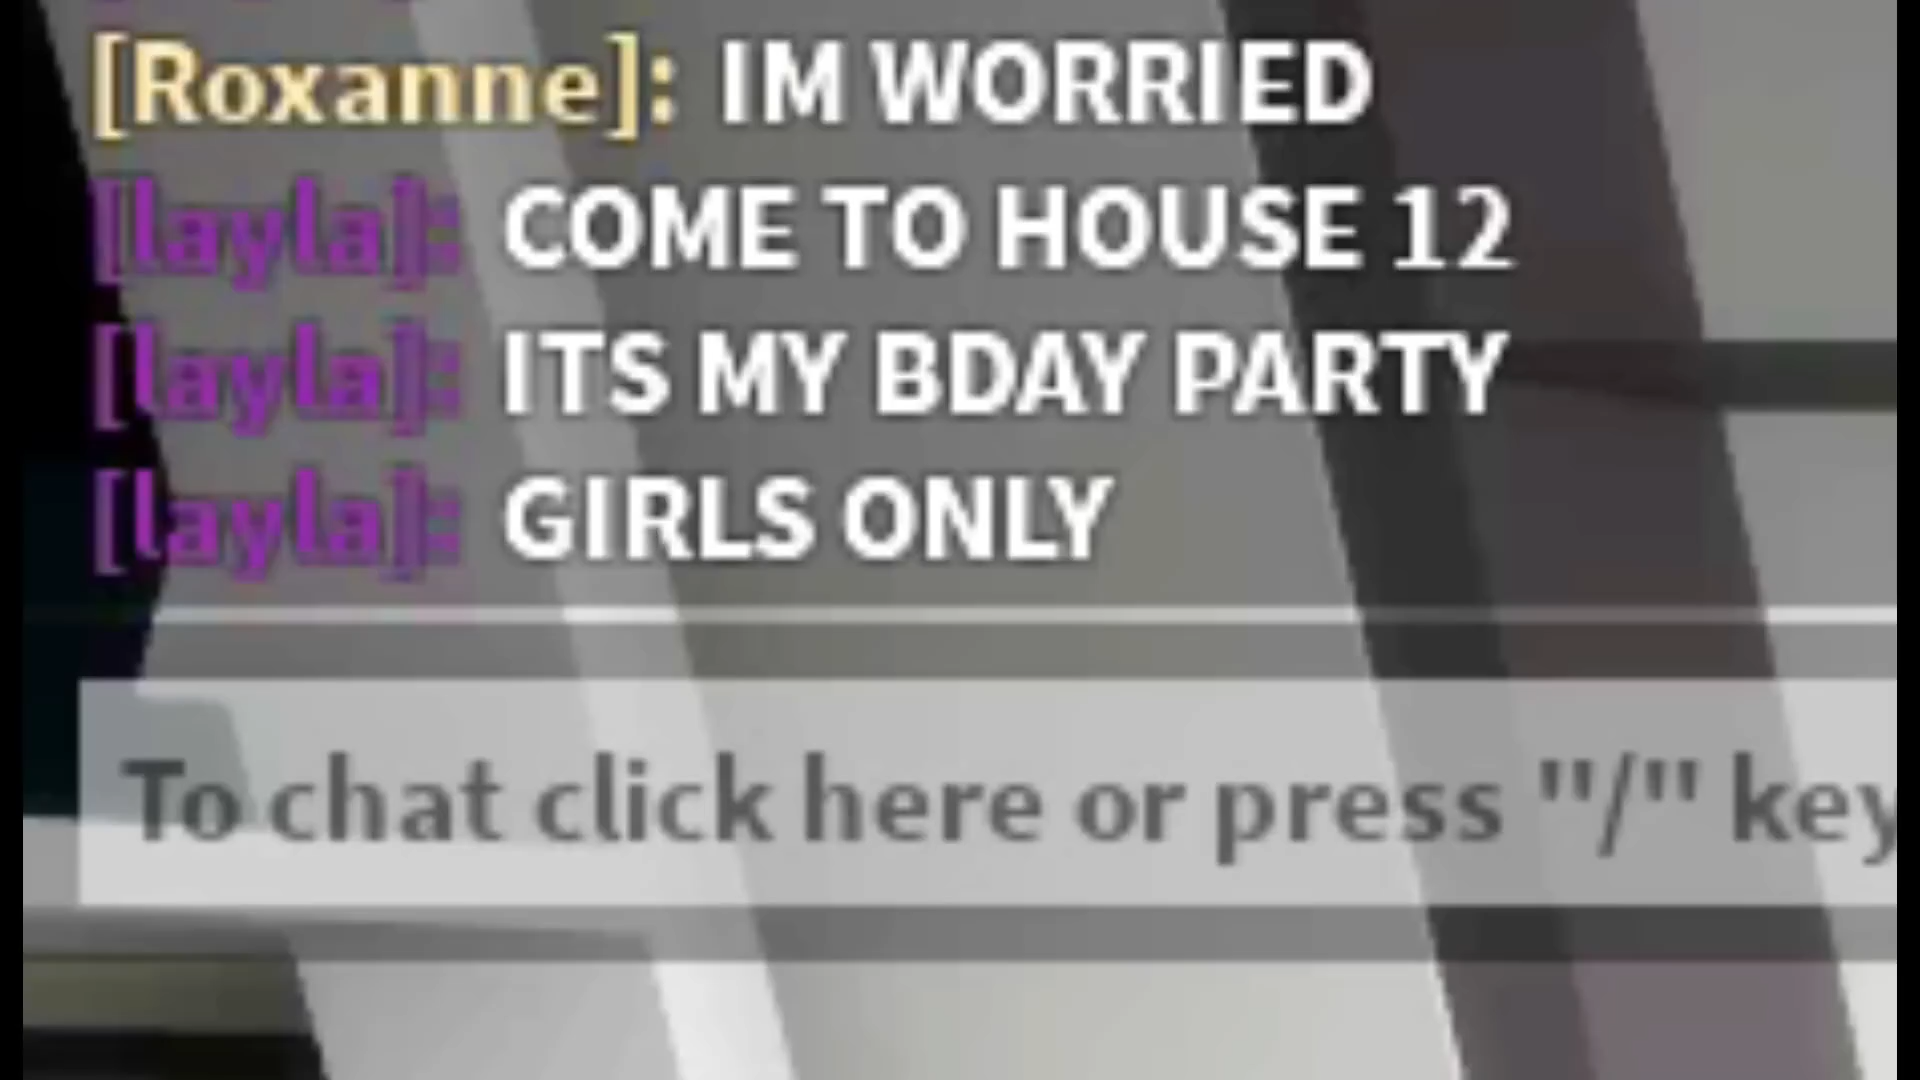 [Roxanne]: IM WORRIED
[layla]: COME TO HOUSE 12
[layla]: ITS MY BDAY PARTY
[layla]: GIRLS ONLY
To chat click here or press "/" key